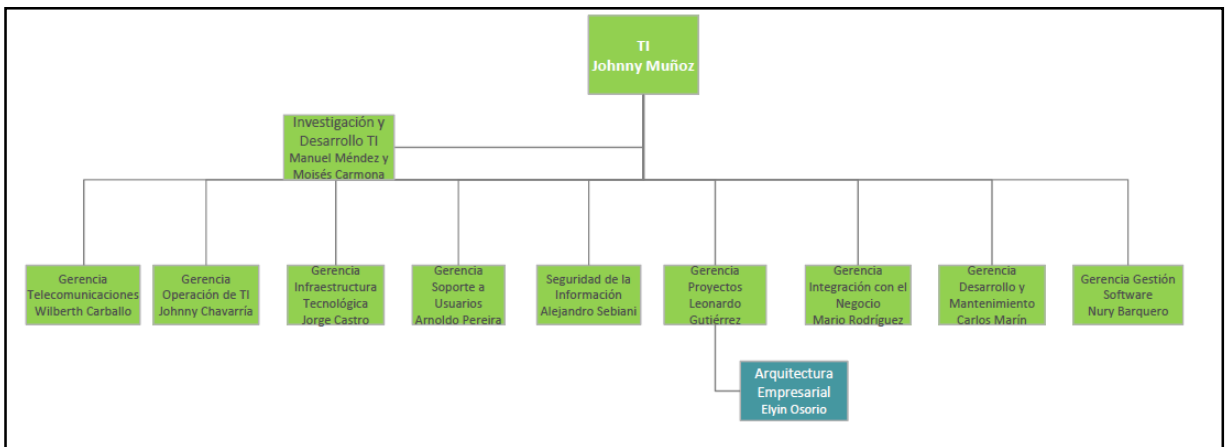 TI
Johnny Muñoz
Investigación y
Desarrollo TI
Manuel Méndez y
Moisés Carmona
Gerencia
Telecomunicaciones
Wilberth Carballo
Gerencia
Operación de TI
Johnny Chavarría
Gerencia
Infraestructura
Tecnológica
Jorge Castro
Gerencia
Soporte a
Usuarios
Arnoldo Pereira
Seguridad de la
Información
Alejandro Sebiani
Gerencia
Proyectos
Leonardo
Gutiérrez
Gerencia
Integración con el
Negocio
Mario Rodríguez
Gerencia
Desarrollo y
Mantenimiento
Carlos Marín
Gerencia Gestión
Software
Nury Barquero
Arquitectura
Empresarial
Elyin Osorio